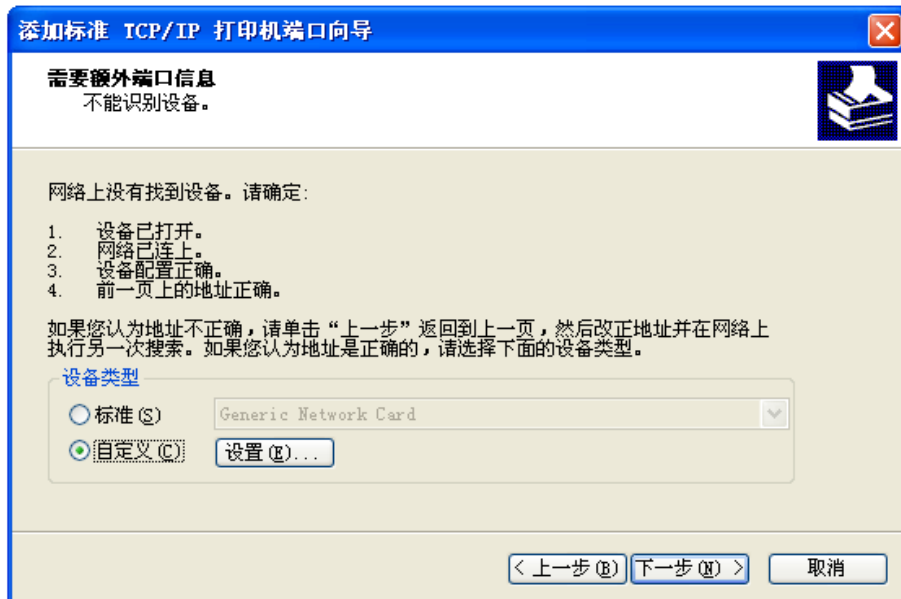 添加标准 TCP/IP 打印机端口向导
需要额外端口信息
不能识别设备。
网络上没有找到设备。请确定:
1. 设备已打开。
2. 网络已连上。
3. 设备配置正确。
4. 前一页上的地址正确。
如果您认为地址不正确，请单击“上一步”返回到上一页，然后改正地址并在网络上
执行另一次搜索。如果您认为地址是正确的，请选择下面的设备类型。
设备类型
标准(S) Generic Network Card
自定义(C) 设置(E)...
< 上一步(B) 下一步(N) > 取消